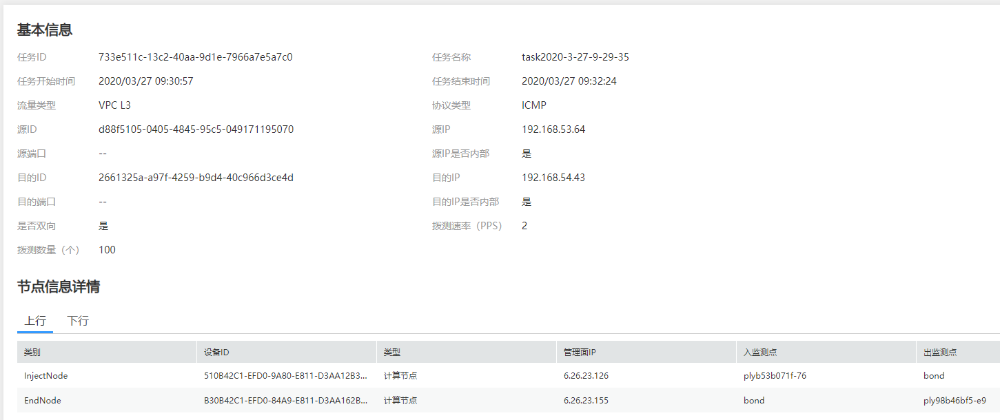 基本信息
任务ID 733e511c-13c2-40aa-9d1e-7966a7e5a7c0 任务名称 task2020-3-27-9-29-35
任务开始时间 2020/03/27 09:30:57 任务结束时间 2020/03/27 09:32:24
流量类型 VPC L3 协议类型 ICMP
源ID d88f5105-0405-4845-95c5-049171195070 源IP 192.168.53.64
源端口 -- 源IP是否内部 是
目的ID 2661325a-a97f-4259-b9d4-40c966d3ce4d 目的IP 192.168.54.43
目的端口 -- 目的IP是否内部 是
是否双向 是 拨测速率（PPS） 2
拨测数量（个） 100
节点信息详情
上行 下行
类别 设备ID 类型 管理面IP 入监测点 出监测点
InjectNode 510B42C1-EFD0-9A80-E811-D3AA12B3... 计算节点 6.26.23.126 plyb53b071f-76 bond
EndNode B30B42C1-EFD0-84A9-E811-D3AA162B... 计算节点 6.26.23.155 bond ply98b46bf5-e9